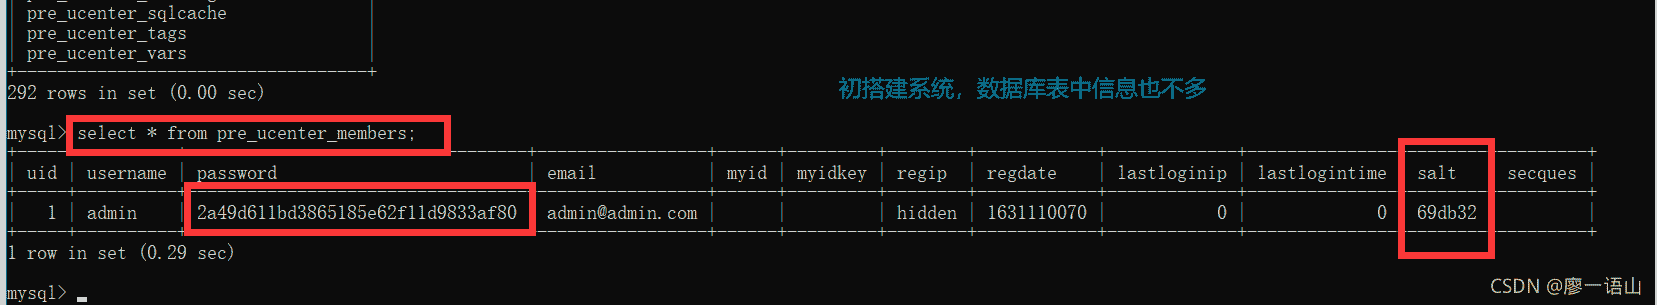 pre_ucenter_sqlcache
pre_ucenter_tags
pre_ucenter_vars
292 rows in set (0.00 sec)
初搭建系统，数据库表中信息也不多
mysql> select * from pre_ucenter_members;
| uid | username | password | email | myid | myidkey | regip | regdate | lastloginip | lastlogintime | salt | secques |
| 1 | admin | 2a49d611bd3865185e62f11d9833af80 | admin@admin.com | | | hidden | 1631110070 | 0 | 0 | 69db32 | |
1 row in set (0.29 sec)
mysql> _
CSDN @廖一语山